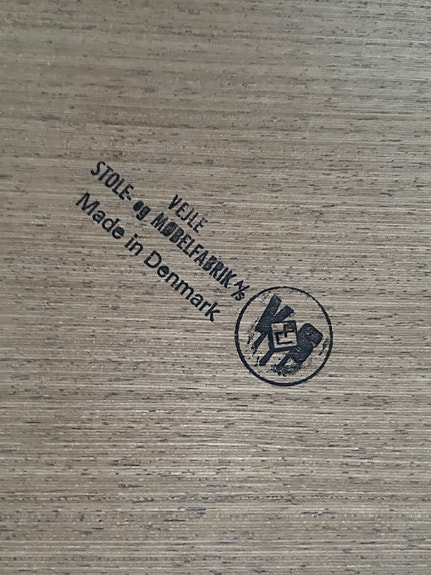 VEJLE
STOLE- og MØBELFABRIK A/S
Made in Denmark